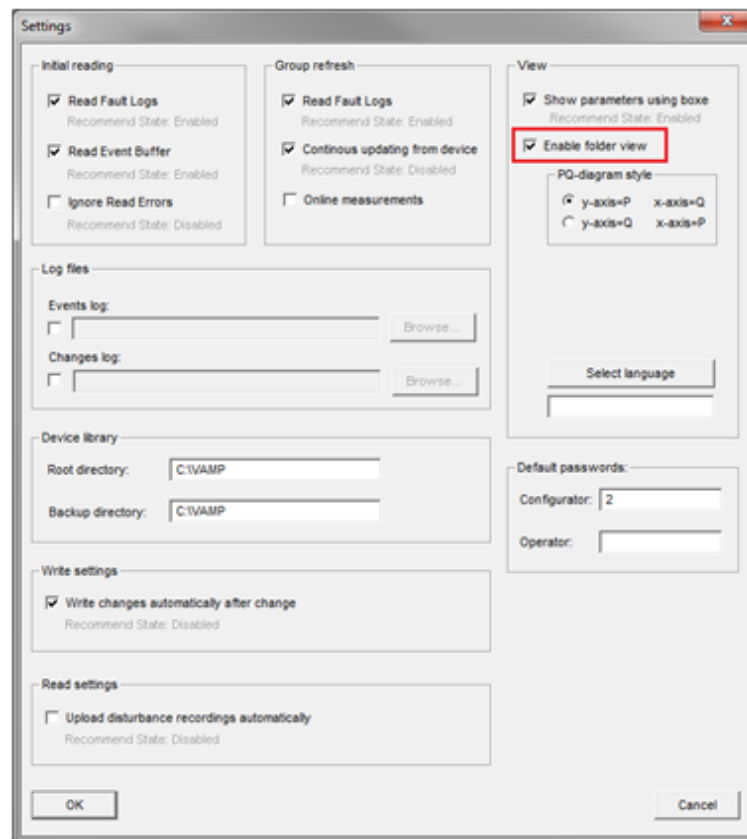 Settings
Initial reading
Read Fault Logs
Recommend State: Enabled
Read Event Buffer
Recommend State: Enabled
Ignore Read Errors
Recommend State: Disabled
Group refresh
Read Fault Logs
Recommend State: Enabled
Continous updating from device
Recommend State: Disabled
Online measurements
View
Show parameters using boxe
Recommend State: Enabled
Enable folder view
PQ-diagram style
y-axis=P x-axis=Q
y-axis=Q x-axis=P
Select language
Log files
Events log:
Browse...
Changes log:
Browse...
Device library
Root directory: C:\VAMP
Backup directory: C:\VAMP
Default passwords:
Configurator: 2
Operator:
Write settings
Write changes automatically after change
Recommend State: Disabled
Read settings
Upload disturbance recordings automatically
Recommend State: Disabled
OK
Cancel